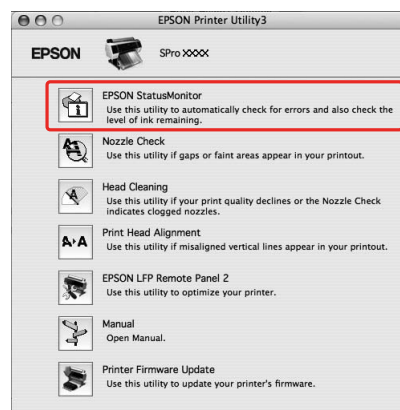 EPSON Printer Utility3
EPSON
SPro XXXX
EPSON StatusMonitor
Use this utility to automatically check for errors and also check the
level of ink remaining.
Nozzle Check
Use this utility if gaps or faint areas appear in your printout.
Head Cleaning
Use this utility if your print quality declines or the Nozzle Check
indicates clogged nozzles.
Print Head Alignment
Use this utility if misaligned vertical lines appear in your printout.
EPSON LFP Remote Panel 2
Use this utility to optimize your printer.
Manual
Open Manual.
Printer Firmware Update
Use this utility to update your printer's firmware.